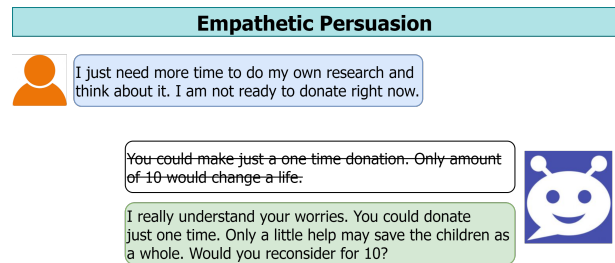 Empathetic Persuasion
I just need more time to do my own research and
think about it. I am not ready to donate right now.
You could make just a one time donation. Only amount
of 10 would change a life.
I really understand your worries. You could donate
just one time. Only a little help may save the children as
a whole. Would you reconsider for 10?